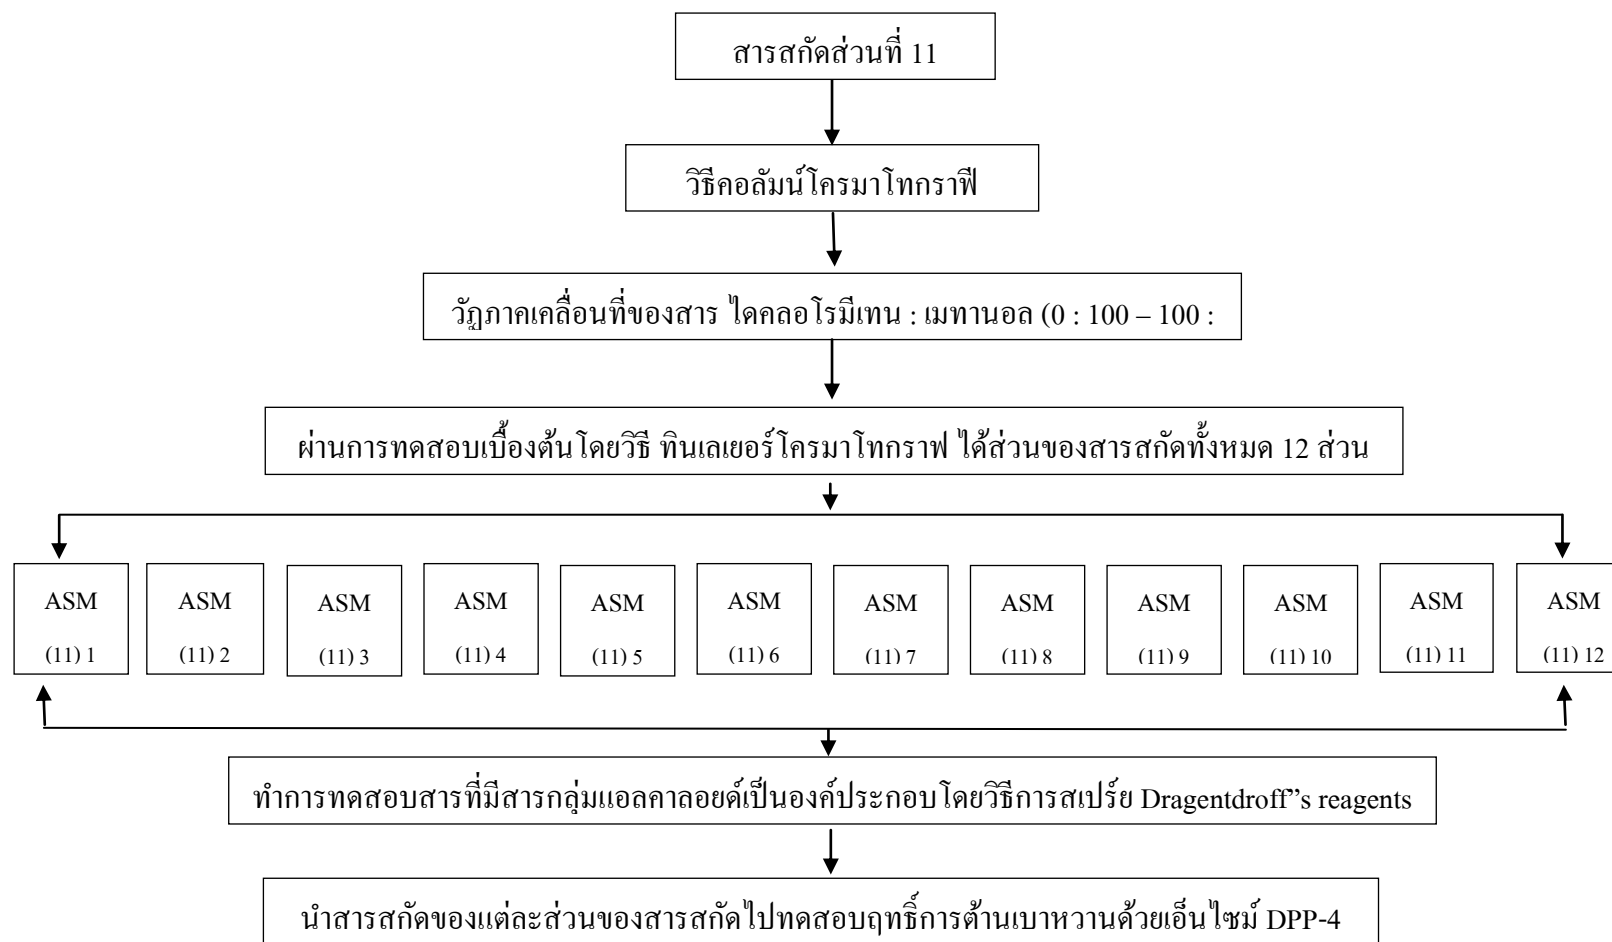 สารสกัดส่วนที่ 11
วิธีคอลัมน์โครมาโทกราฟี
วัฏภาคเคลื่อนที่ของสาร ไดคลอโรมีเทน : เมทานอล (0 : 100 – 100 :
ผ่านการทดสอบเบื้องต้นโดยวิธี ทินเลเยอร์โครมาโทกราฟ ได้ส่วนของสารสกัดทั้งหมด 12 ส่วน
ASM
(11) 1
ASM
(11) 2
ASM
(11) 3
ASM
(11) 4
ASM
(11) 5
ASM
(11) 6
ASM
(11) 7
ASM
(11) 8
ASM
(11) 9
ASM
(11) 10
ASM
(11) 11
ASM
(11) 12
ทำการทดสอบสารที่มีสารกลุ่มแอลคาลอยด์เป็นองค์ประกอบโดยวิธีการสเปร์ย Dragentdroff”s reagents
นำสารสกัดของแต่ละส่วนของสารสกัดไปทดสอบฤทธิ์การต้านเบาหวานด้วยเอ็นไซม์ DPP-4